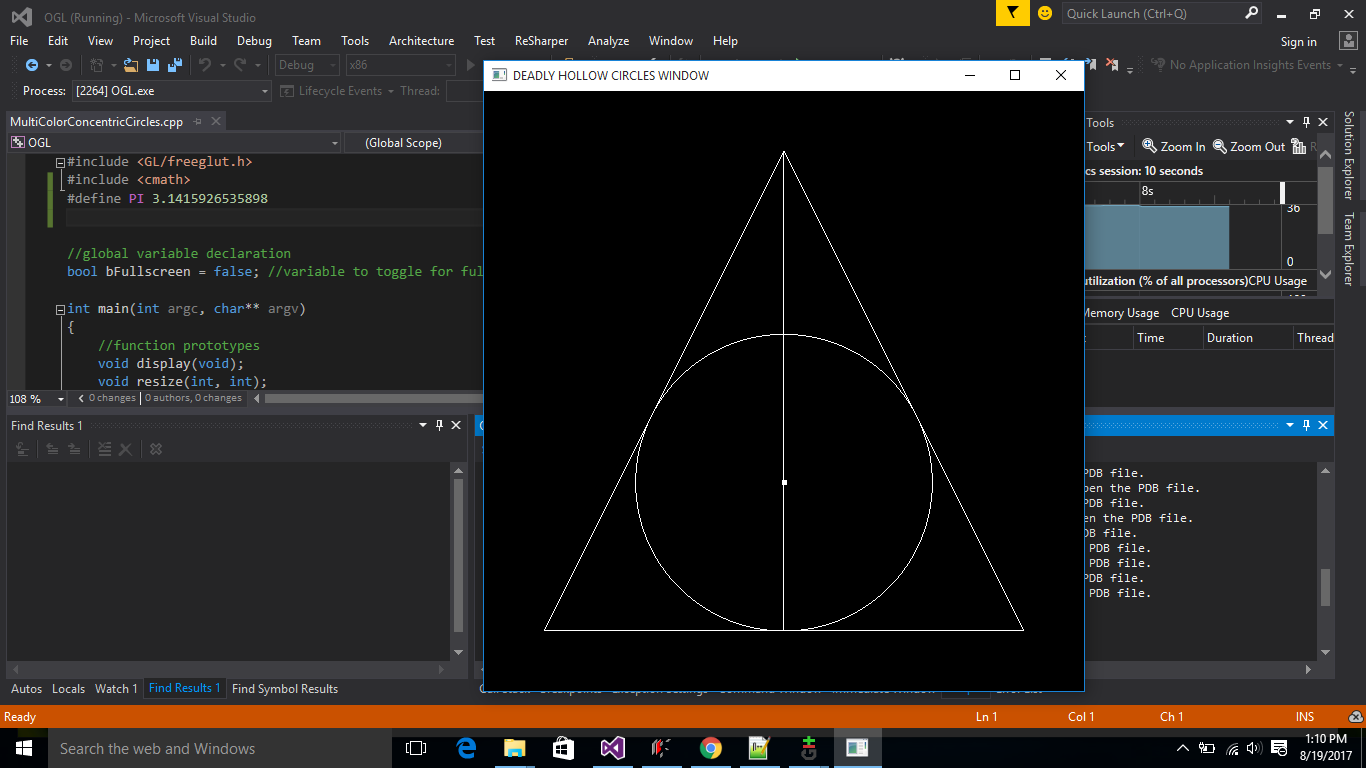 OGL (Running) - Microsoft Visual Studio
Quick Launch (Ctrl+Q)
File Edit View Project Build Debug Team Tools Architecture Test ReSharper Analyze Window Help
Sign in
Debug x86
No Application Insights Events
Process: [2264] OGL.exe Lifecycle Events Thread:
DEADLY HOLLOW CIRCLES WINDOW
MultiColorConcentricCircles.cpp
OGL (Global Scope)
#include <GL/freeglut.h>
#include <cmath>
#define PI 3.1415926535898
//global variable declaration
bool bFullscreen = false; //variable to toggle for ful
int main(int argc, char** argv)
{
//function prototypes
void display(void);
void resize(int, int);
108 % 0 changes | 0 authors, 0 changes
Tools
Tools Zoom In Zoom Out
cs session: 10 seconds
8s
36
0
utilization (% of all processors)CPU Usage
Memory Usage CPU Usage
Time Duration Thread
Solution Explorer
Team Explorer
Find Results 1
PDB file.
pen the PDB file.
PDB file.
en the PDB file.
DB file.
PDB file.
PDB file.
PDB file.
PDB file.
Autos Locals Watch 1 Find Results 1 Find Symbol Results
Ready Ln 1 Col 1 Ch 1 INS
Search the web and Windows
1:10 PM
8/19/2017